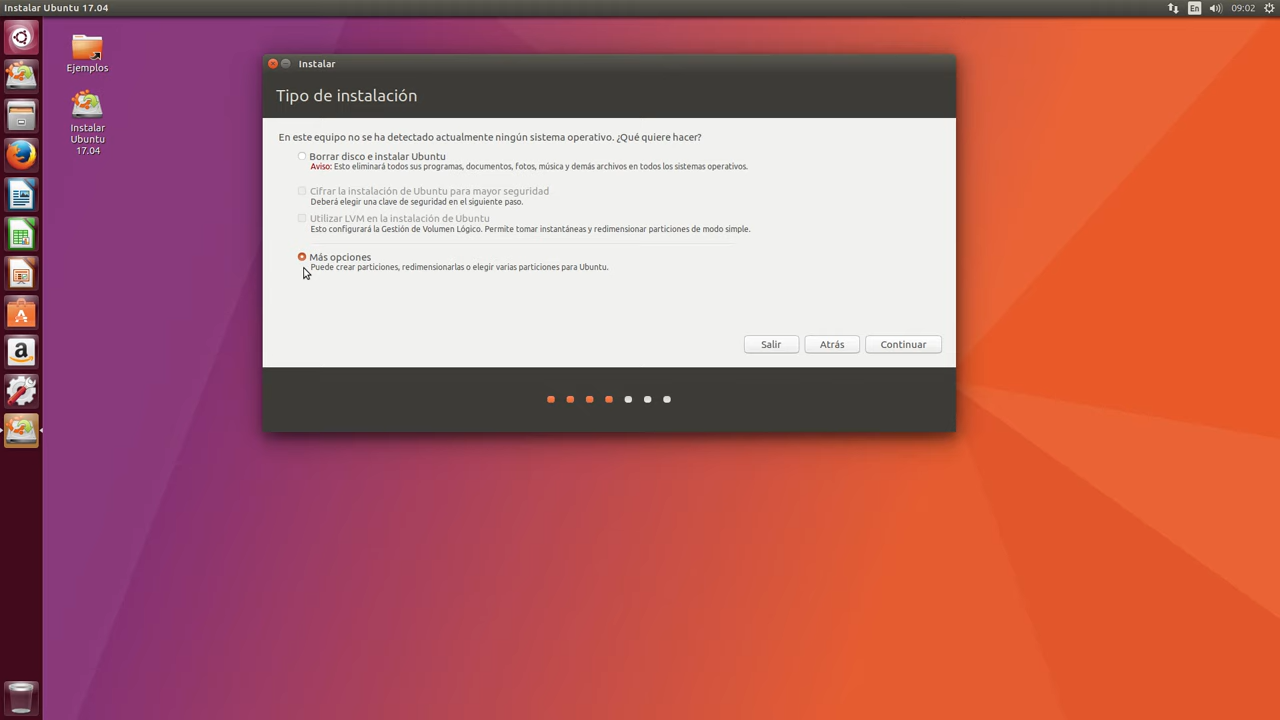 Instalar Ubuntu 17.04
En
09:02
Ejemplos
Instalar
Ubuntu
17.04
Instalar
Tipo de instalación
En este equipo no se ha detectado actualmente ningún sistema operativo. ¿Qué quiere hacer?
Borrar disco e instalar Ubuntu
Aviso: Esto eliminará todos sus programas, documentos, fotos, música y demás archivos en todos los sistemas operativos.
Cifrar la instalación de Ubuntu para mayor seguridad
Deberá elegir una clave de seguridad en el siguiente paso.
Utilizar LVM en la instalación de Ubuntu
Esto configurará la Gestión de Volumen Lógico. Permite tomar instantáneas y redimensionar particiones de modo simple.
Más opciones
Puede crear particiones, redimensionarlas o elegir varias particiones para Ubuntu.
Salir
Atrás
Continuar